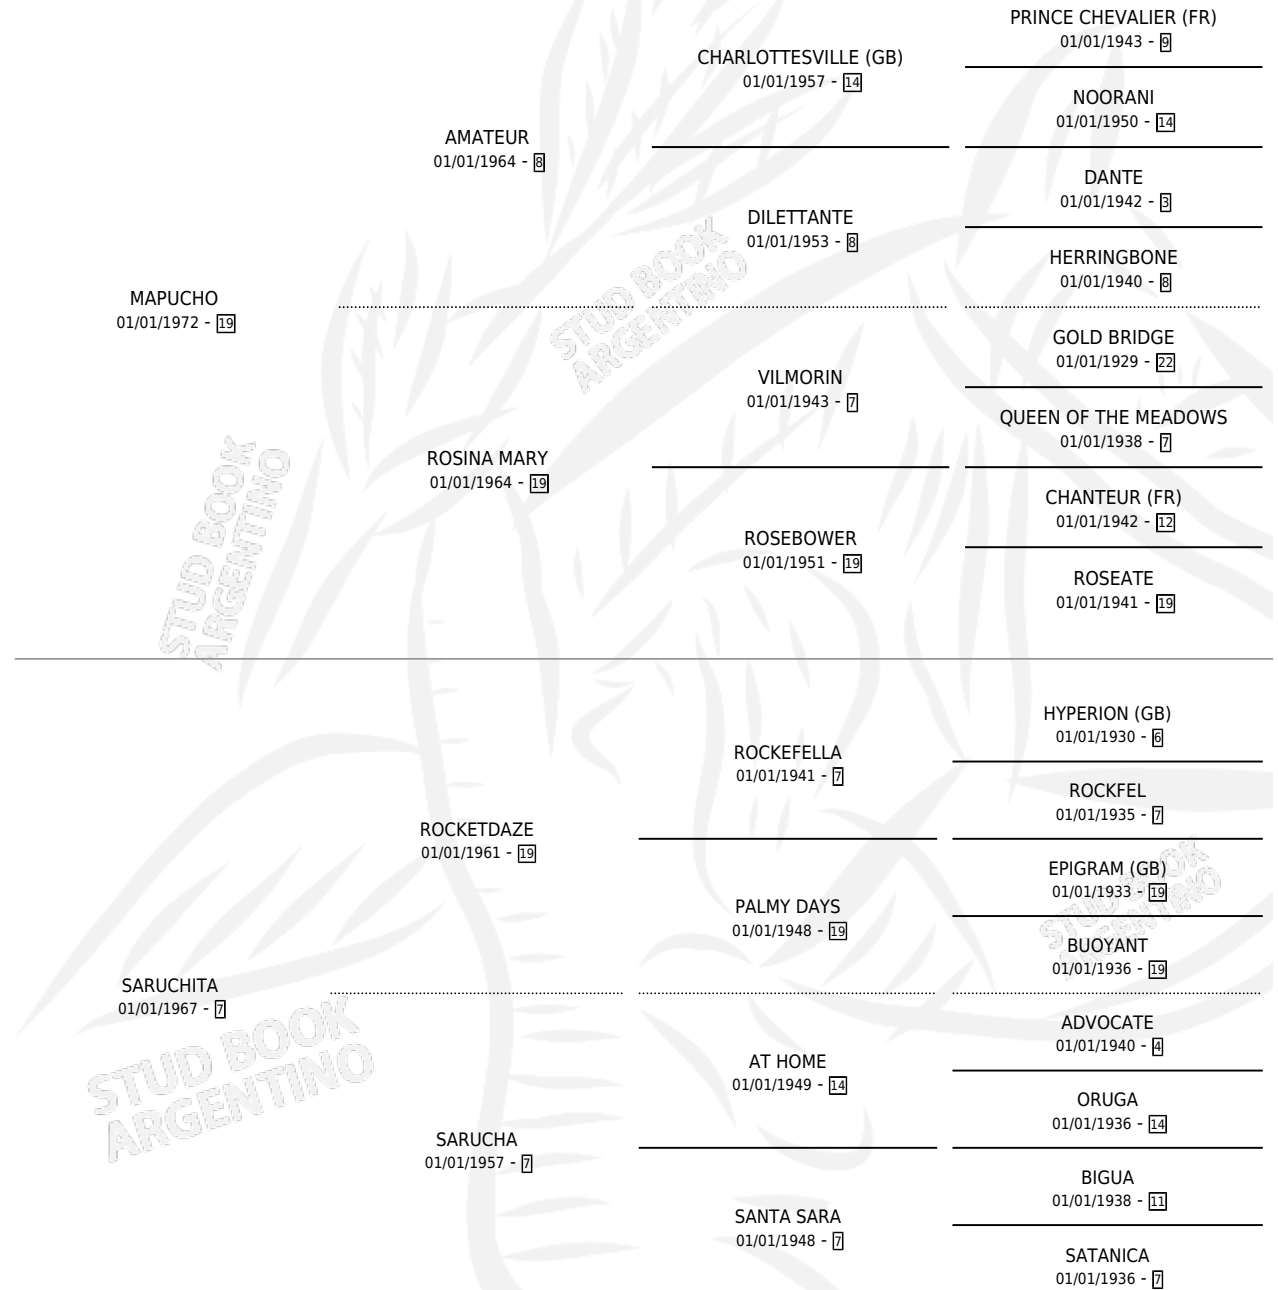 PRINCE CHEVALIER (FR)
01/01/1943 - 9
CHARLOTTESVILLE (GB)
01/01/1957 - 14
NOORANI
01/01/1950 - 14
AMATEUR
01/01/1964 - 8
DANTE
01/01/1942 - 3
DILETTANTE
01/01/1953 - 8
HERRINGBONE
01/01/1940 - 8
MAPUCHO
01/01/1972 - 19
GOLD BRIDGE
01/01/1929 - 22
VILMORIN
01/01/1943 - 7
QUEEN OF THE MEADOWS
01/01/1938 - 7
ROSINA MARY
01/01/1964 - 19
CHANTEUR (FR)
01/01/1942 - 12
ROSEBOWER
01/01/1951 - 19
ROSEATE
01/01/1941 - 19
HYPERION (GB)
01/01/1930 - 6
ROCKEFELLA
01/01/1941 - 7
ROCKFEL
01/01/1935 - 7
ROCKETDAZE
01/01/1961 - 19
EPIGRAM (GB)
01/01/1933 - 19
PALMY DAYS
01/01/1948 - 19
BUOYANT
01/01/1936 - 19
SARUCHITA
01/01/1967 - 7
ADVOCATE
01/01/1940 - 4
AT HOME
01/01/1949 - 14
ORUGA
01/01/1936 - 14
SARUCHA
01/01/1957 - 7
BIGUA
01/01/1938 - 11
SANTA SARA
01/01/1948 - 7
SATANICA
01/01/1936 - 7
STUD BOOK
ARGENTINO
STUD BOOK
ARGENTINO
STUD BOOK
ARGENTINO
STUD BOOK
ARGENTINO